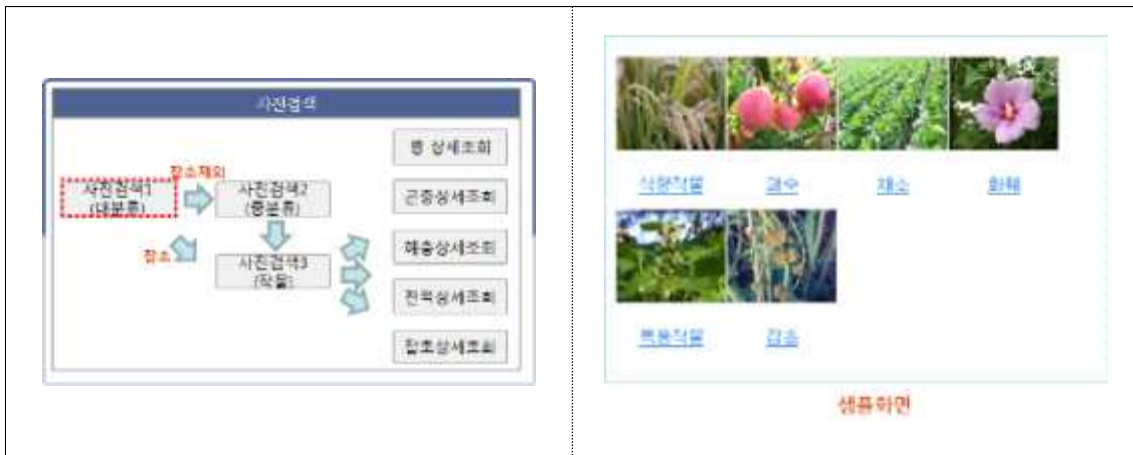 사진검색
병 상세조회
잡초제외
사진검색1
(대분류)
사진검색2
(중분류)
곤충상세조회
잡초
해충상세조회
사진검색3
(작물)
천적상세조회
잡초상세조회
식량작물
과수
채소
화훼
특용작물
잡초
샘플화면